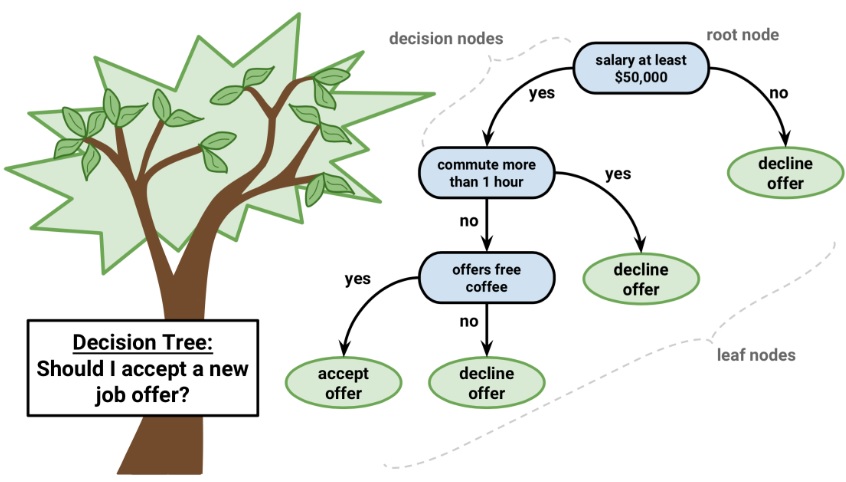 decision nodes
root node
salary at least
$50,000
yes
no
commute more
than 1 hour
decline
offer
yes
no
offers free
coffee
decline
offer
yes
no
Decision Tree:
Should I accept a new
job offer?
accept
offer
decline
offer
leaf nodes